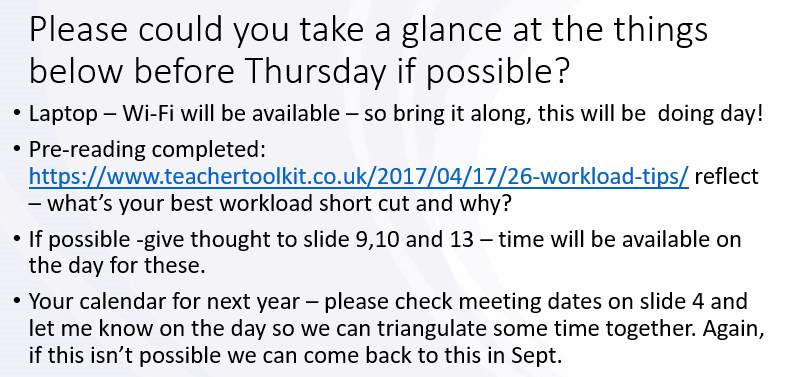 Please could you take a glance at the things
below before Thursday if possible?
• Laptop – Wi-Fi will be available – so bring it along, this will be  doing day!
• Pre-reading completed:
https://www.teachertoolkit.co.uk/2017/04/17/26-workload-tips/ reflect
– what's your best workload short cut and why?
• If possible -give thought to slide 9,10 and 13 – time will be available on
the day for these.
• Your calendar for next year – please check meeting dates on slide 4 and
let me know on the day so we can triangulate some time together. Again,
if this isn't possible we can come back to this in Sept.